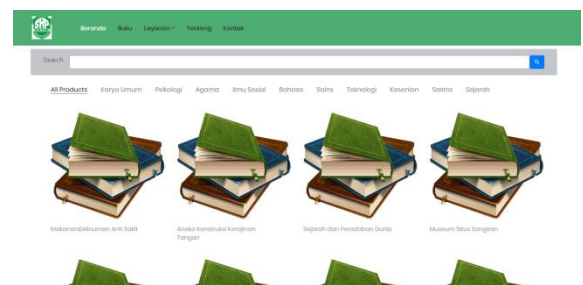 Beranda Buku Layanan Tentang Kontak
Search
All Products Karya Umum Psikologi Agama Ilmu Sosial Bahasa Sains Teknologi Kesenian Sastra Sejarah
Makanan&Minuman Anti Sakit
Aneka Konstruksi Kerajinan
Tangan
Sejarah dan Peradaban Dunia
Museum Situs Sangiran